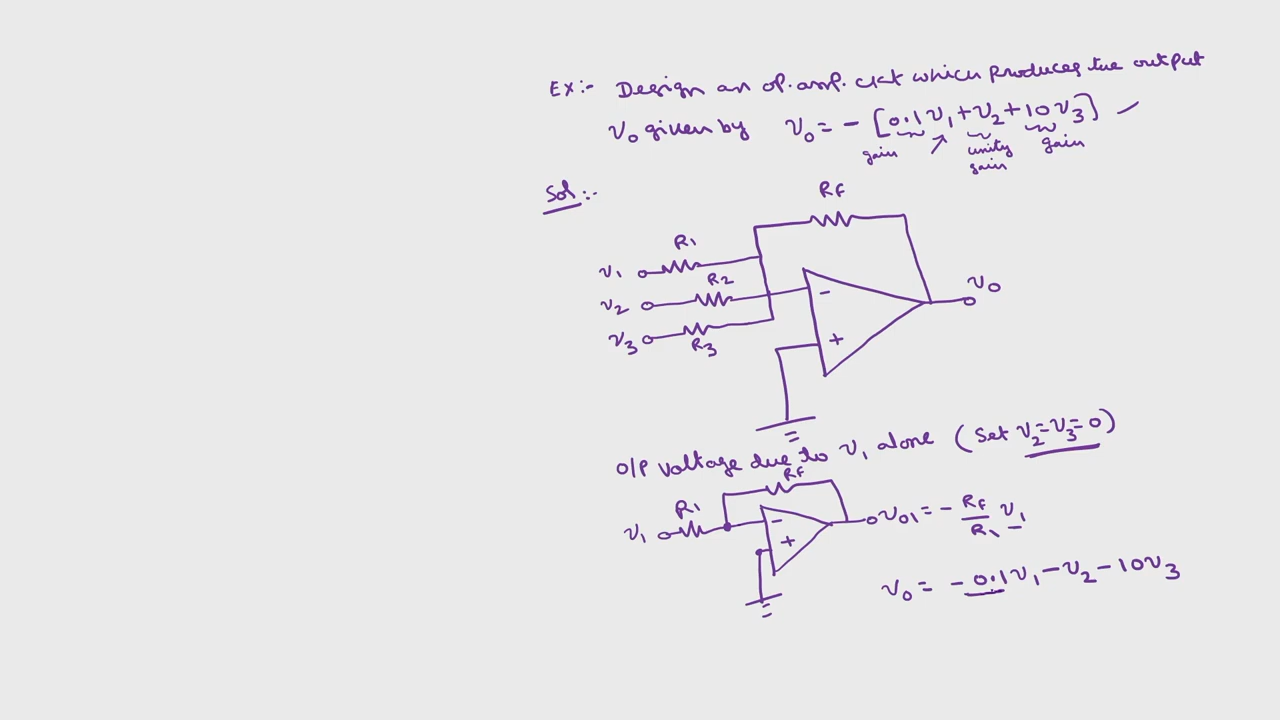 Ex:- Design an op.amp. ckt which produces the output
v₀ given by v₀ = - [0.1v₁ + v₂ + 10v₃]
gain unity gain
gain
Sol:-
RF
R1
v₁
R2
v₂
v₃
R3
-
+
v₀
O/P voltage due to v₁ alone (Set v₂=v₃=0)
RF
R1
v₁
-
+
v₀₁ = - RF/R1 v₁
v₀ = - 0.1v₁ - v₂ - 10v₃